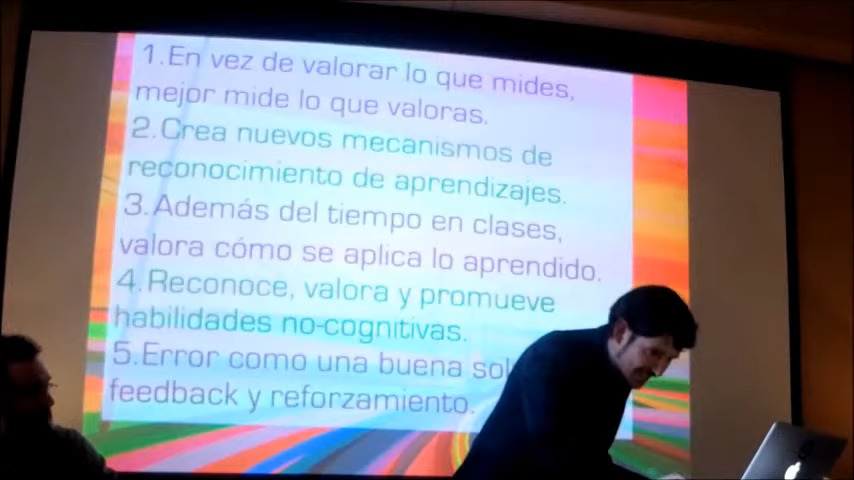 1.En vez de valorar lo que mides,
mejor mide lo que valoras.
2.Crea nuevos mecanismos de
reconocimiento de aprendizajes.
3.Además del tiempo en clases,
valora cómo se aplica lo aprendido.
4.Reconoce, valora y promueve
habilidades no-cognitivas.
5.Error como una buena
feedback y reforzamiento.